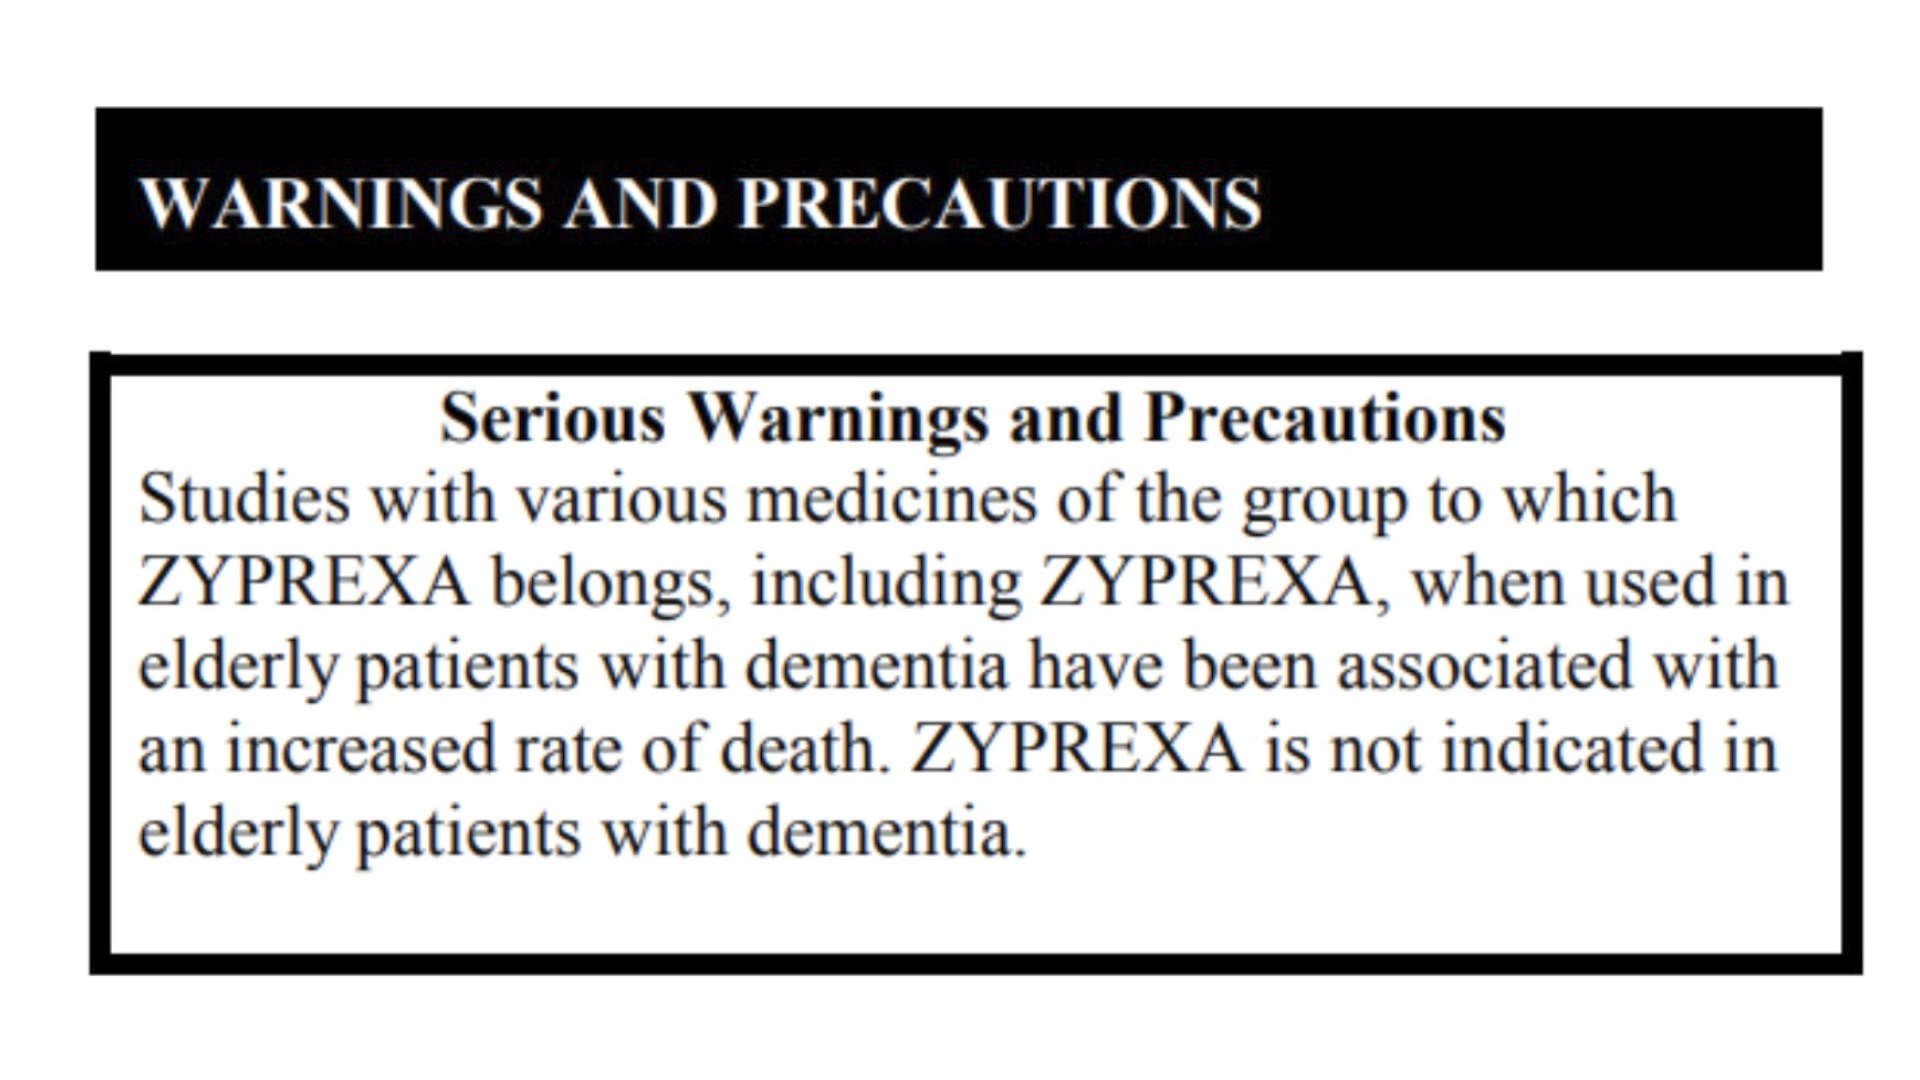 WARNINGS AND PRECAUTIONS
Serious Warnings and Precautions
Studies with various medicines of the group to which
ZYPREXA belongs, including ZYPREXA, when used in
elderly patients with dementia have been associated with
an increased rate of death. ZYPREXA is not indicated in
elderly patients with dementia.